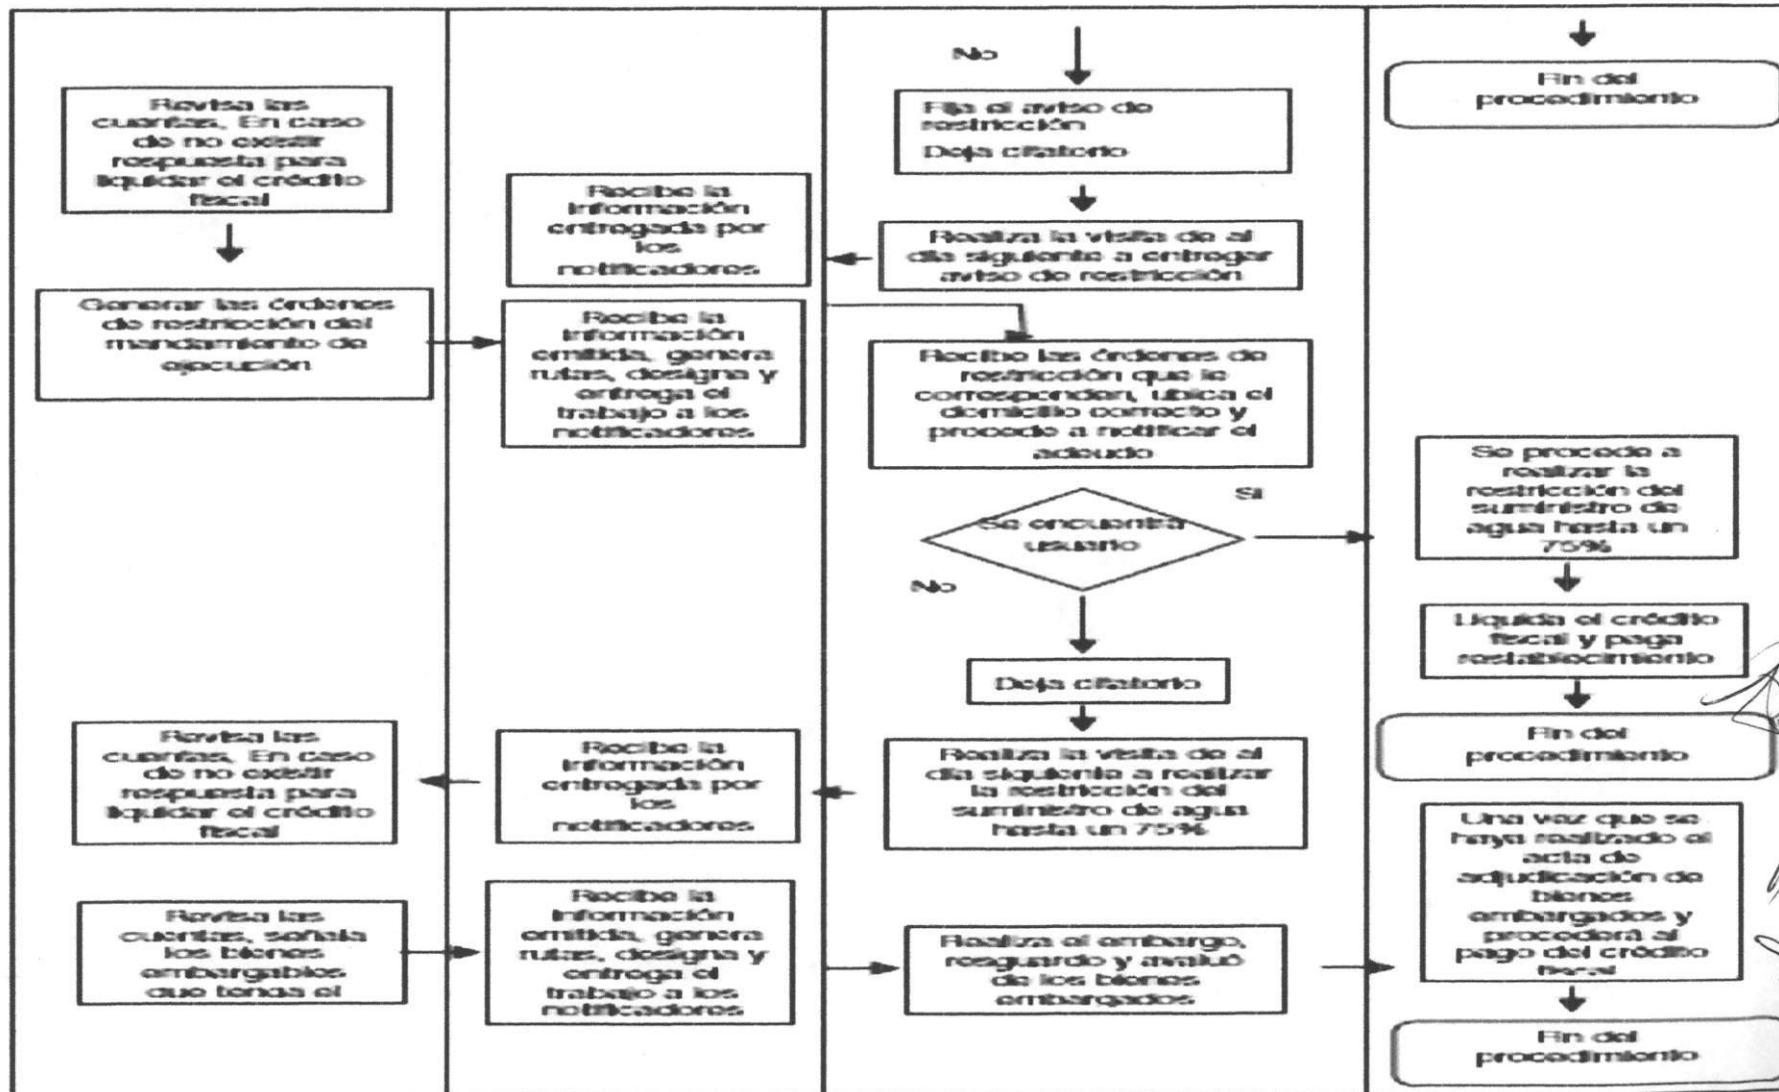 Revisa las
cuentas, En caso
de no existir
respuesta para
liquidar el crédito
fiscal
Generar las órdenes
de restricción del
mandamiento de
ejecución
Revisa las
cuentas, En caso
de no existir
respuesta para
liquidar el crédito
fiscal
Revisa las
cuentas, señala
los bienes
embargables
que tenga el
Recibe la
información
entregada por
los
notificadores
Recibe la
información
emitida, genera
rutas, designa y
entrega el
trabajo a los
notificadores
Recibe la
información
entregada por
los
notificadores
Recibe la
información
emitida, genera
rutas, designa y
entrega el
trabajo a los
notificadores
No
Fija el aviso de
restricción
Deja citatorio
Realiza la visita de al
día siguiente a entregar
aviso de restricción
Recibe las órdenes de
restricción que le
corresponden, ubica el
domicilio correcto y
procede a notificar el
adeudo
Si
Se encuentra
usuario
No
Deja citatorio
Realiza la visita de al
día siguiente a realizar
la restricción del
suministro de agua
hasta un 75%
Realiza el embargo,
resguardo y avaluó
de los bienes
embargados
Fin del
procedimiento
Se procede a
realizar la
restricción del
suministro de
agua hasta un
75%
Liquida el crédito
fiscal y paga
restablecimiento
Fin del
procedimiento
Una vez que se
haya realizado el
acta de
adjudicación de
bienes
embargados y
procederá al
pago del crédito
fiscal
Fin del
procedimiento